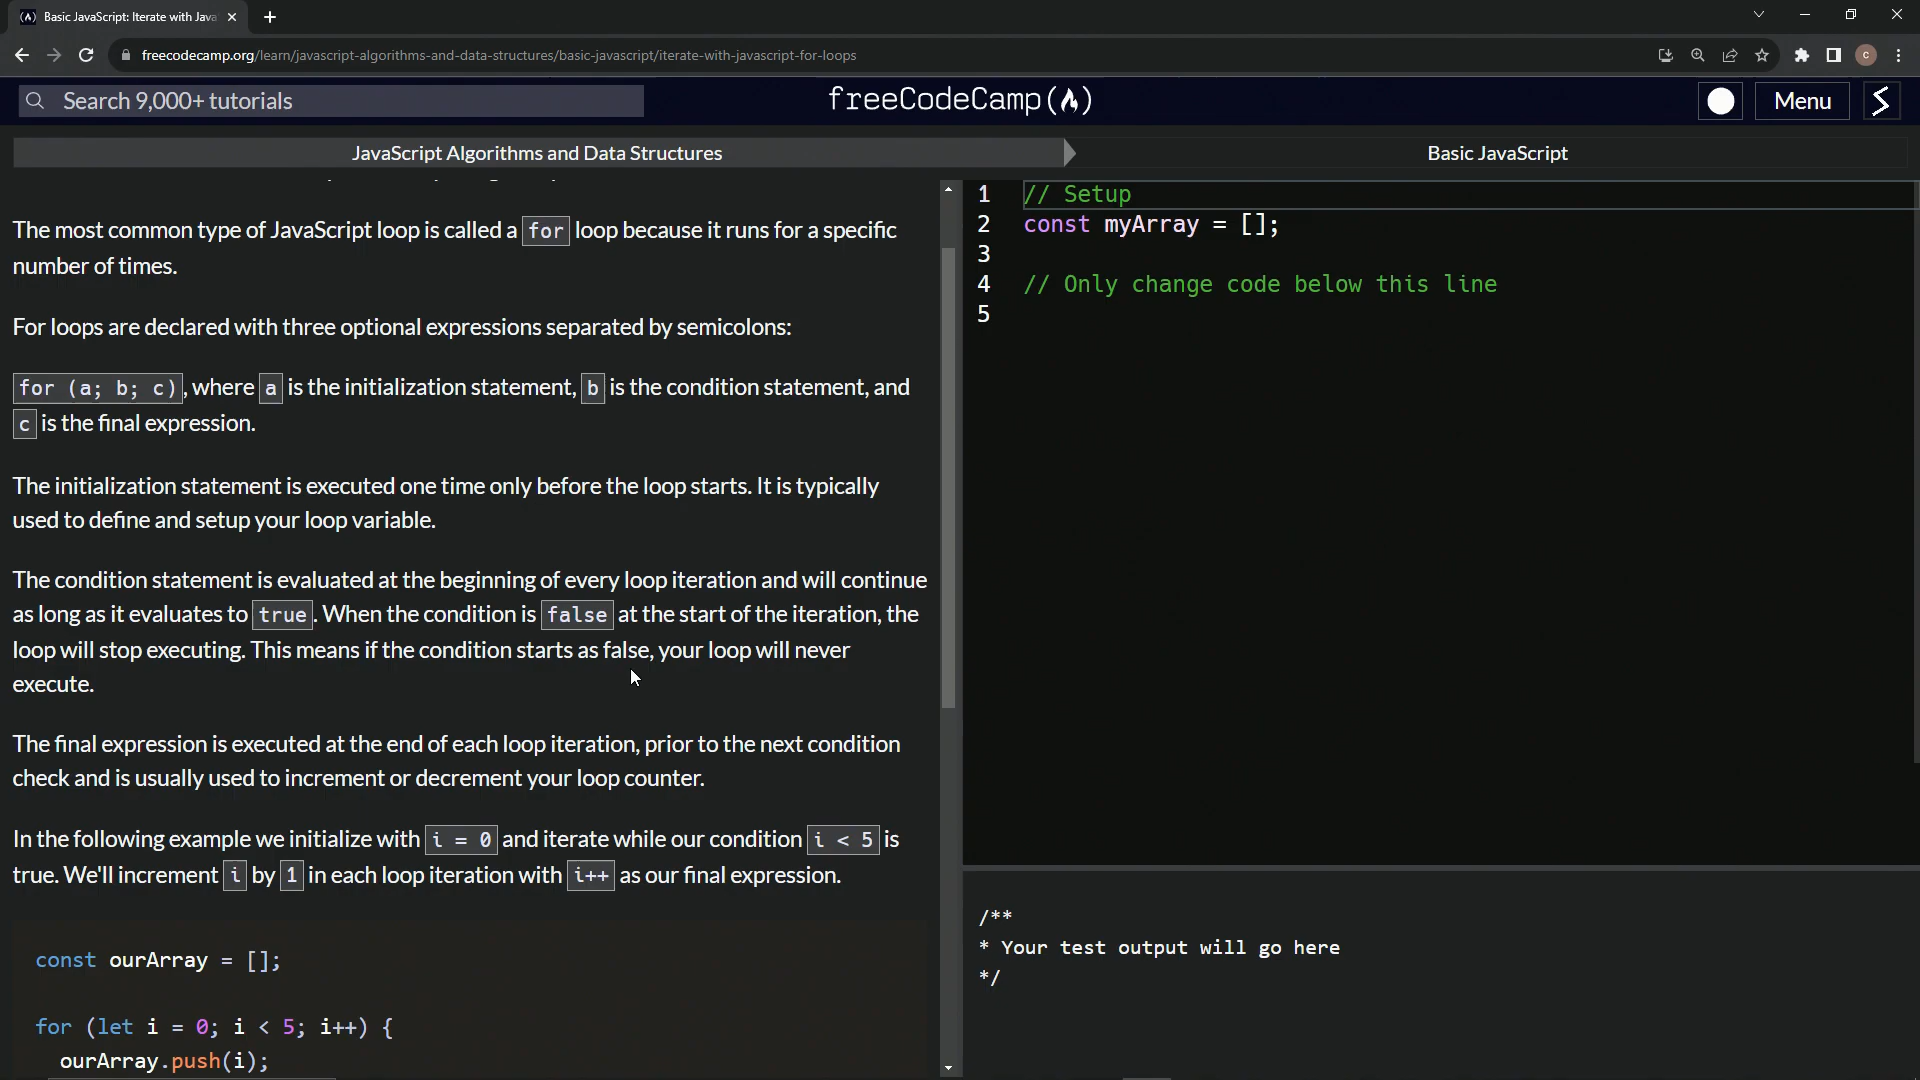 Basic JavaScript: Iterate with Java
freecodecamp.org/learn/javascript-algorithms-and-data-structures/basic-javascript/iterate-with-javascript-for-loops
C
Search 9,000+ tutorials
freeCodeCamp
Menu
JavaScript Algorithms and Data Structures
Basic JavaScript
The most common type of JavaScript loop is called a for loop because it runs for a specific
number of times.
For loops are declared with three optional expressions separated by semicolons:
for (a; b; c), where a is the initialization statement, b is the condition statement, and
c is the final expression.
The initialization statement is executed one time only before the loop starts. It is typically
used to define and setup your loop variable.
The condition statement is evaluated at the beginning of every loop iteration and will continue
as long as it evaluates to true. When the condition is false at the start of the iteration, the
loop will stop executing. This means if the condition starts as false, your loop will never
execute.
The final expression is executed at the end of each loop iteration, prior to the next condition
check and is usually used to increment or decrement your loop counter.
In the following example we initialize with i = 0 and iterate while our condition i < 5 is
true. We'll increment i by 1 in each loop iteration with i++ as our final expression.
const ourArray = [];
for (let i = 0; i < 5; i++) {
ourArray.push(i);
1 // Setup
2 const myArray = [];
3
4 // Only change code below this line
5
/**
* Your test output will go here
*/